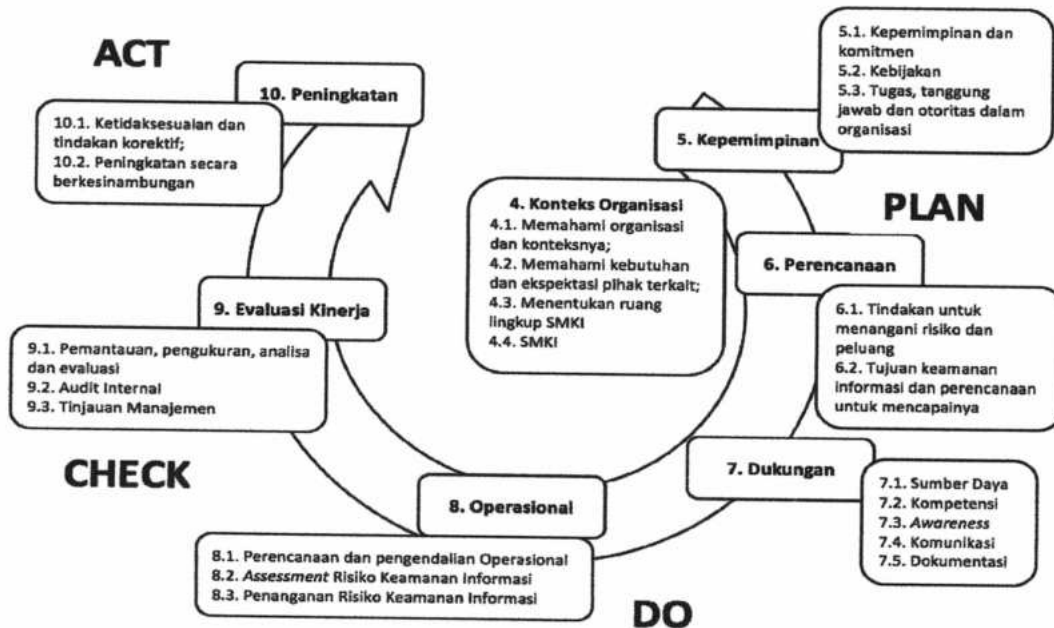 ACT
10. Peningkatan
10.1. Ketidaksesuaian dan
tindakan korektif;
10.2. Peningkatan secara
berkesinambungan
5.1. Kepemimpinan dan
komitmen
5.2. Kebijakan
5.3. Tugas, tanggung
jawab dan otoritas dalam
organisasi
5. Kepemimpinan
PLAN
4. Konteks Organisasi
4.1. Memahami organisasi
dan konteksnya;
4.2. Memahami kebutuhan
dan ekspektasi pihak terkait;
4.3. Menentukan ruang
lingkup SMKI
4.4. SMKI
6. Perencanaan
6.1. Tindakan untuk
menangani risiko dan
peluang
6.2. Tujuan keamanan
informasi dan perencanaan
untuk mencapainya
9. Evaluasi Kinerja
9.1. Pemantauan, pengukuran, analisa
dan evaluasi
9.2. Audit Internal
9.3. Tinjauan Manajemen
CHECK
7. Dukungan
7.1. Sumber Daya
7.2. Kompetensi
7.3. Awareness
7.4. Komunikasi
7.5. Dokumentasi
8. Operasional
8.1. Perencanaan dan pengendalian Operasional
8.2. Assessment Risiko Keamanan Informasi
8.3. Penanganan Risiko Keamanan Informasi
DO